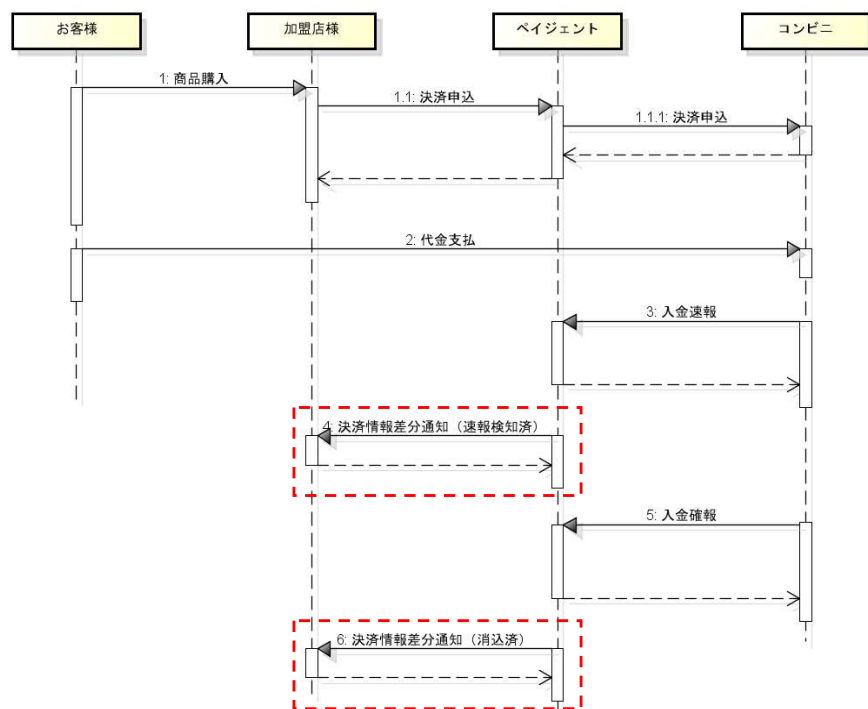 お客様
加盟店様
ペイジェント
コンビニ
1: 商品購入
1.1: 決済申込
1.1.1: 決済申込
2: 代金支払
3: 入金速報
4: 決済情報差分通知（速報検知済）
5: 入金確報
6: 決済情報差分通知（消込済）